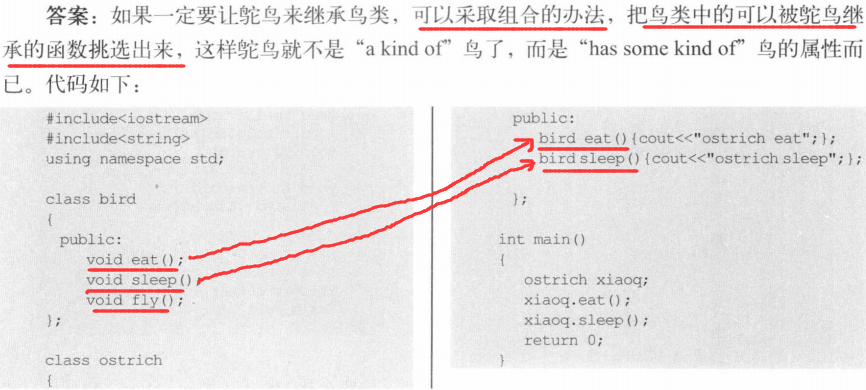 答案：如果一定要让鸵鸟来继承鸟类，可以采取组合的办法，把鸟类中的可以被鸵鸟继
承的函数挑选出来，这样鸵鸟就不是“a kind of”鸟了，而是“has some kind of”鸟的属性而
已。代码如下：
#include<iostream>
#include<string>
using namespace std;
class bird
{
public:
void eat();
void sleep();
void fly();
};
class ostrich
{
public:
bird eat(){cout<<"ostrich eat";};
bird sleep(){cout<<"ostrich sleep";};
};
int main()
{
ostrich xiaoq;
xiaoq.eat();
xiaoq.sleep();
return 0;
}